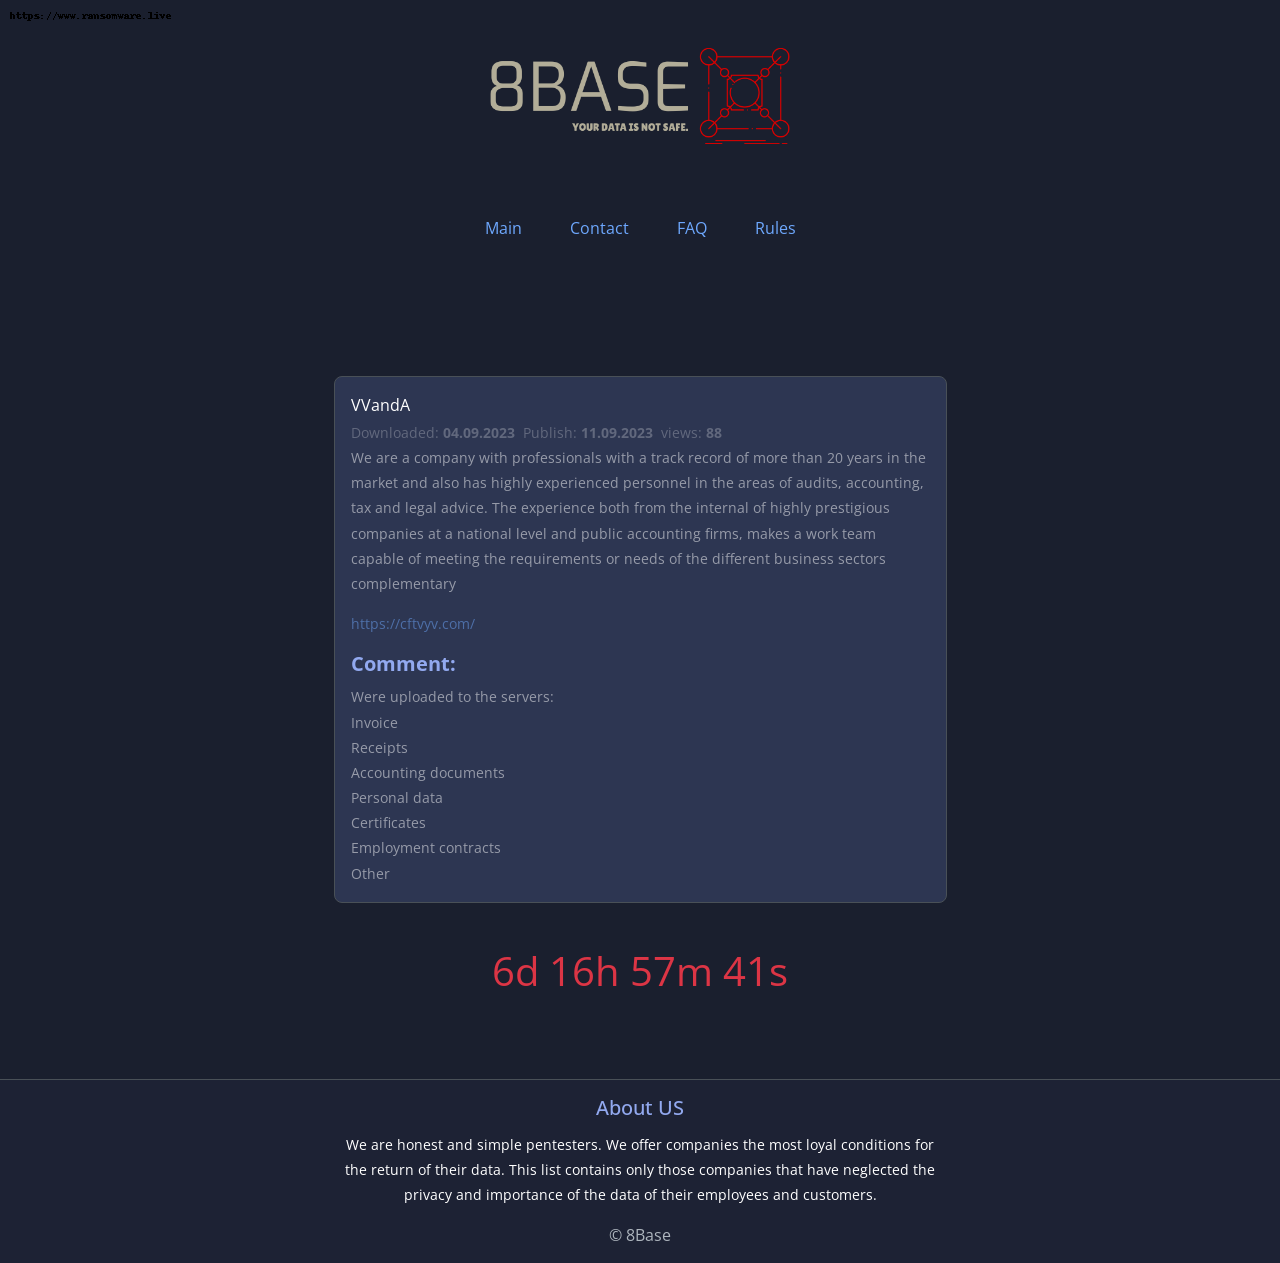 https://www.ransomware.live
8BASE
YOUR DATA IS NOT SAFE.
Main Contact FAQ Rules
VVandA
Downloaded: 04.09.2023 Publish: 11.09.2023 views: 88
We are a company with professionals with a track record of more than 20 years in the
market and also has highly experienced personnel in the areas of audits, accounting,
tax and legal advice. The experience both from the internal of highly prestigious
companies at a national level and public accounting firms, makes a work team
capable of meeting the requirements or needs of the different business sectors
complementary
https://cftvyv.com/
Comment:
Were uploaded to the servers:
Invoice
Receipts
Accounting documents
Personal data
Certificates
Employment contracts
Other
6d 16h 57m 41s
About US
We are honest and simple pentesters. We offer companies the most loyal conditions for
the return of their data. This list contains only those companies that have neglected the
privacy and importance of the data of their employees and customers.
© 8Base